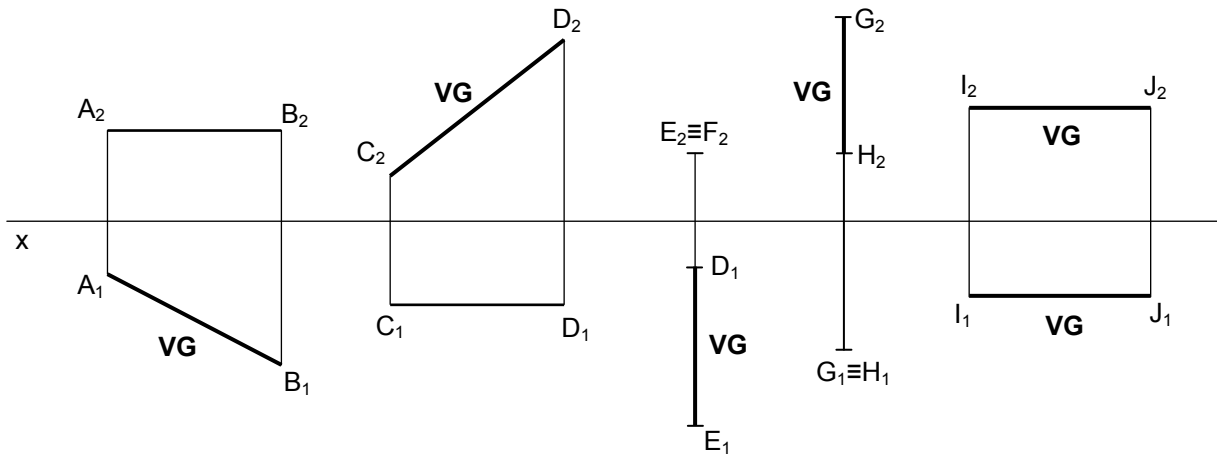 D₂
G₂
VG
VG
I₂
J₂
A₂
B₂
E₂≡F₂
VG
C₂
H₂
x
D₁
A₁
C₁
D₁
I₁
J₁
VG
VG
VG
B₁
G₁≡H₁
E₁